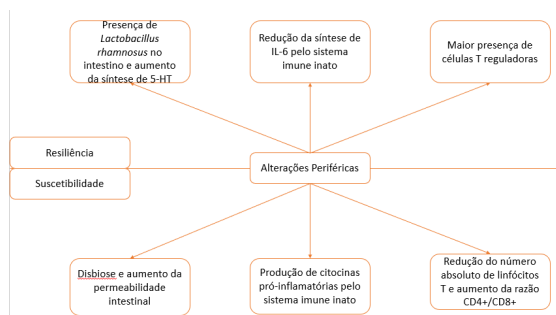 Presença de
Lactobacillus
rhamnosus no
intestino e aumento
da síntese de 5-HT
Redução da síntese de
IL-6 pelo sistema
imune inato
Maior presença de
células T reguladoras
Resiliência
Suscetibilidade
Alterações Periféricas
Disbiose e aumento da
permeabilidade
intestinal
Produção de citocinas
pró-inflamatórias pelo
sistema imune inato
Redução do número
absoluto de linfócitos
T e aumento da razão
CD4+/CD8+